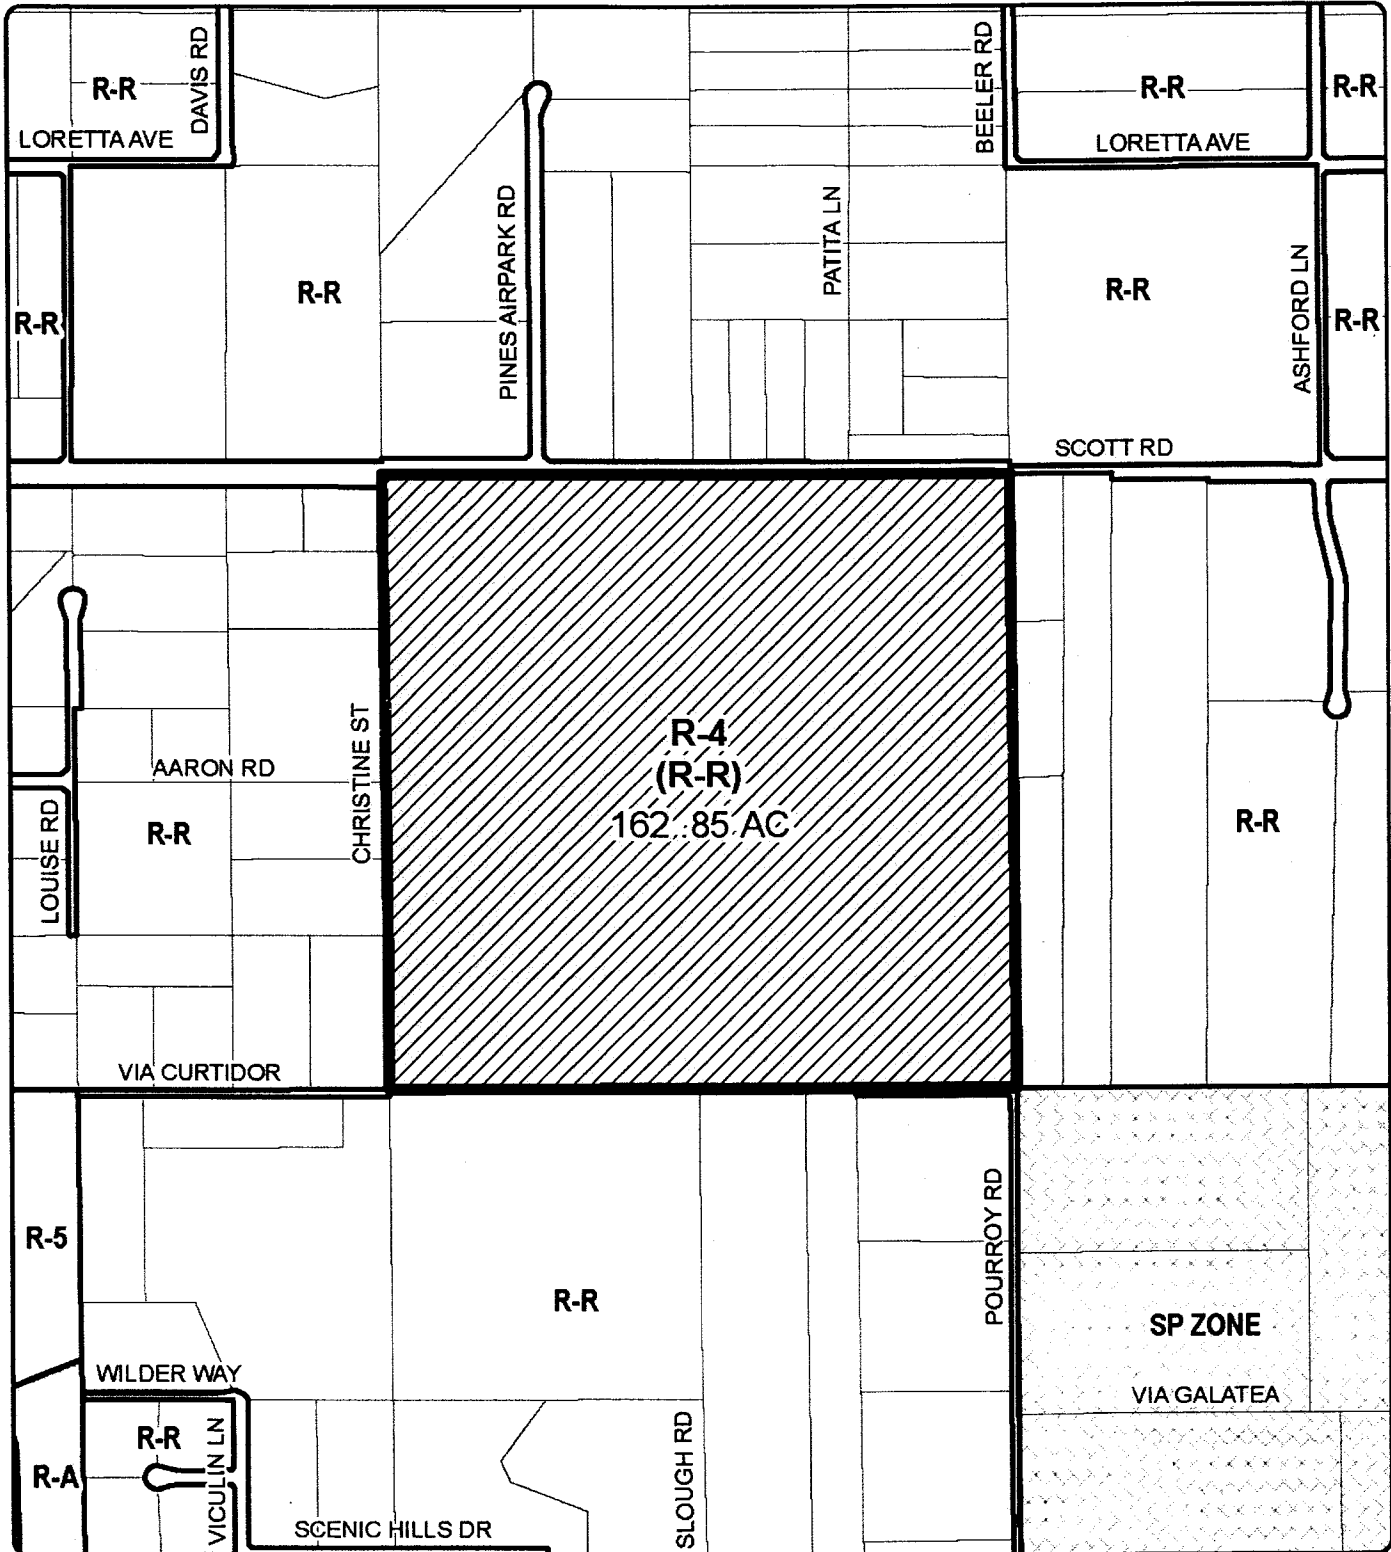 DAVIS RD
BEELER RD
R-R
R-R
R-R
LORETTA AVE
LORETTA AVE
PINES AIRPARK RD
PATITA LN
ASHFORD LN
R-R
R-R
R-R
R-R
SCOTT RD
CHRISTINE ST
R-4
(R-R)
162.85 AC
AARON RD
LOUISE RD
R-R
R-R
VIA CURTIDOR
POURROY RD
R-5
R-R
SP ZONE
WILDER WAY
VIA GALATEA
R-R
VICULIN LN
SLOUGH RD
R-A
SCENIC HILLS DR